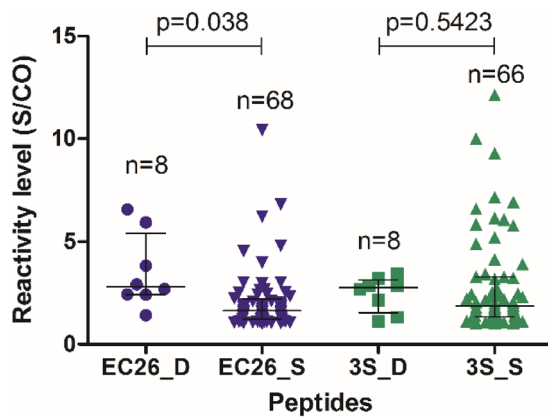 p=0.038
p=0.5423
15
10
5
0
n=8
n=68
n=8
n=66
Reactivity level (S/CO)
EC26_D
EC26_S
3S_D
3S_S
Peptides